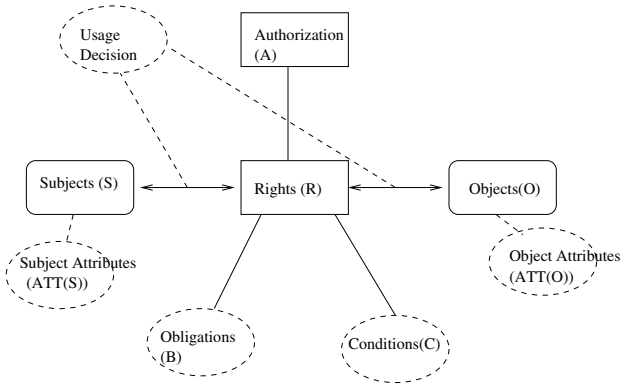 Usage
Decision
Authorization
(A)
Subjects (S)
Rights (R)
Objects(O)
Subject Attributes
(ATT(S))
Object Attributes
(ATT(O))
Obligations
(B)
Conditions(C)